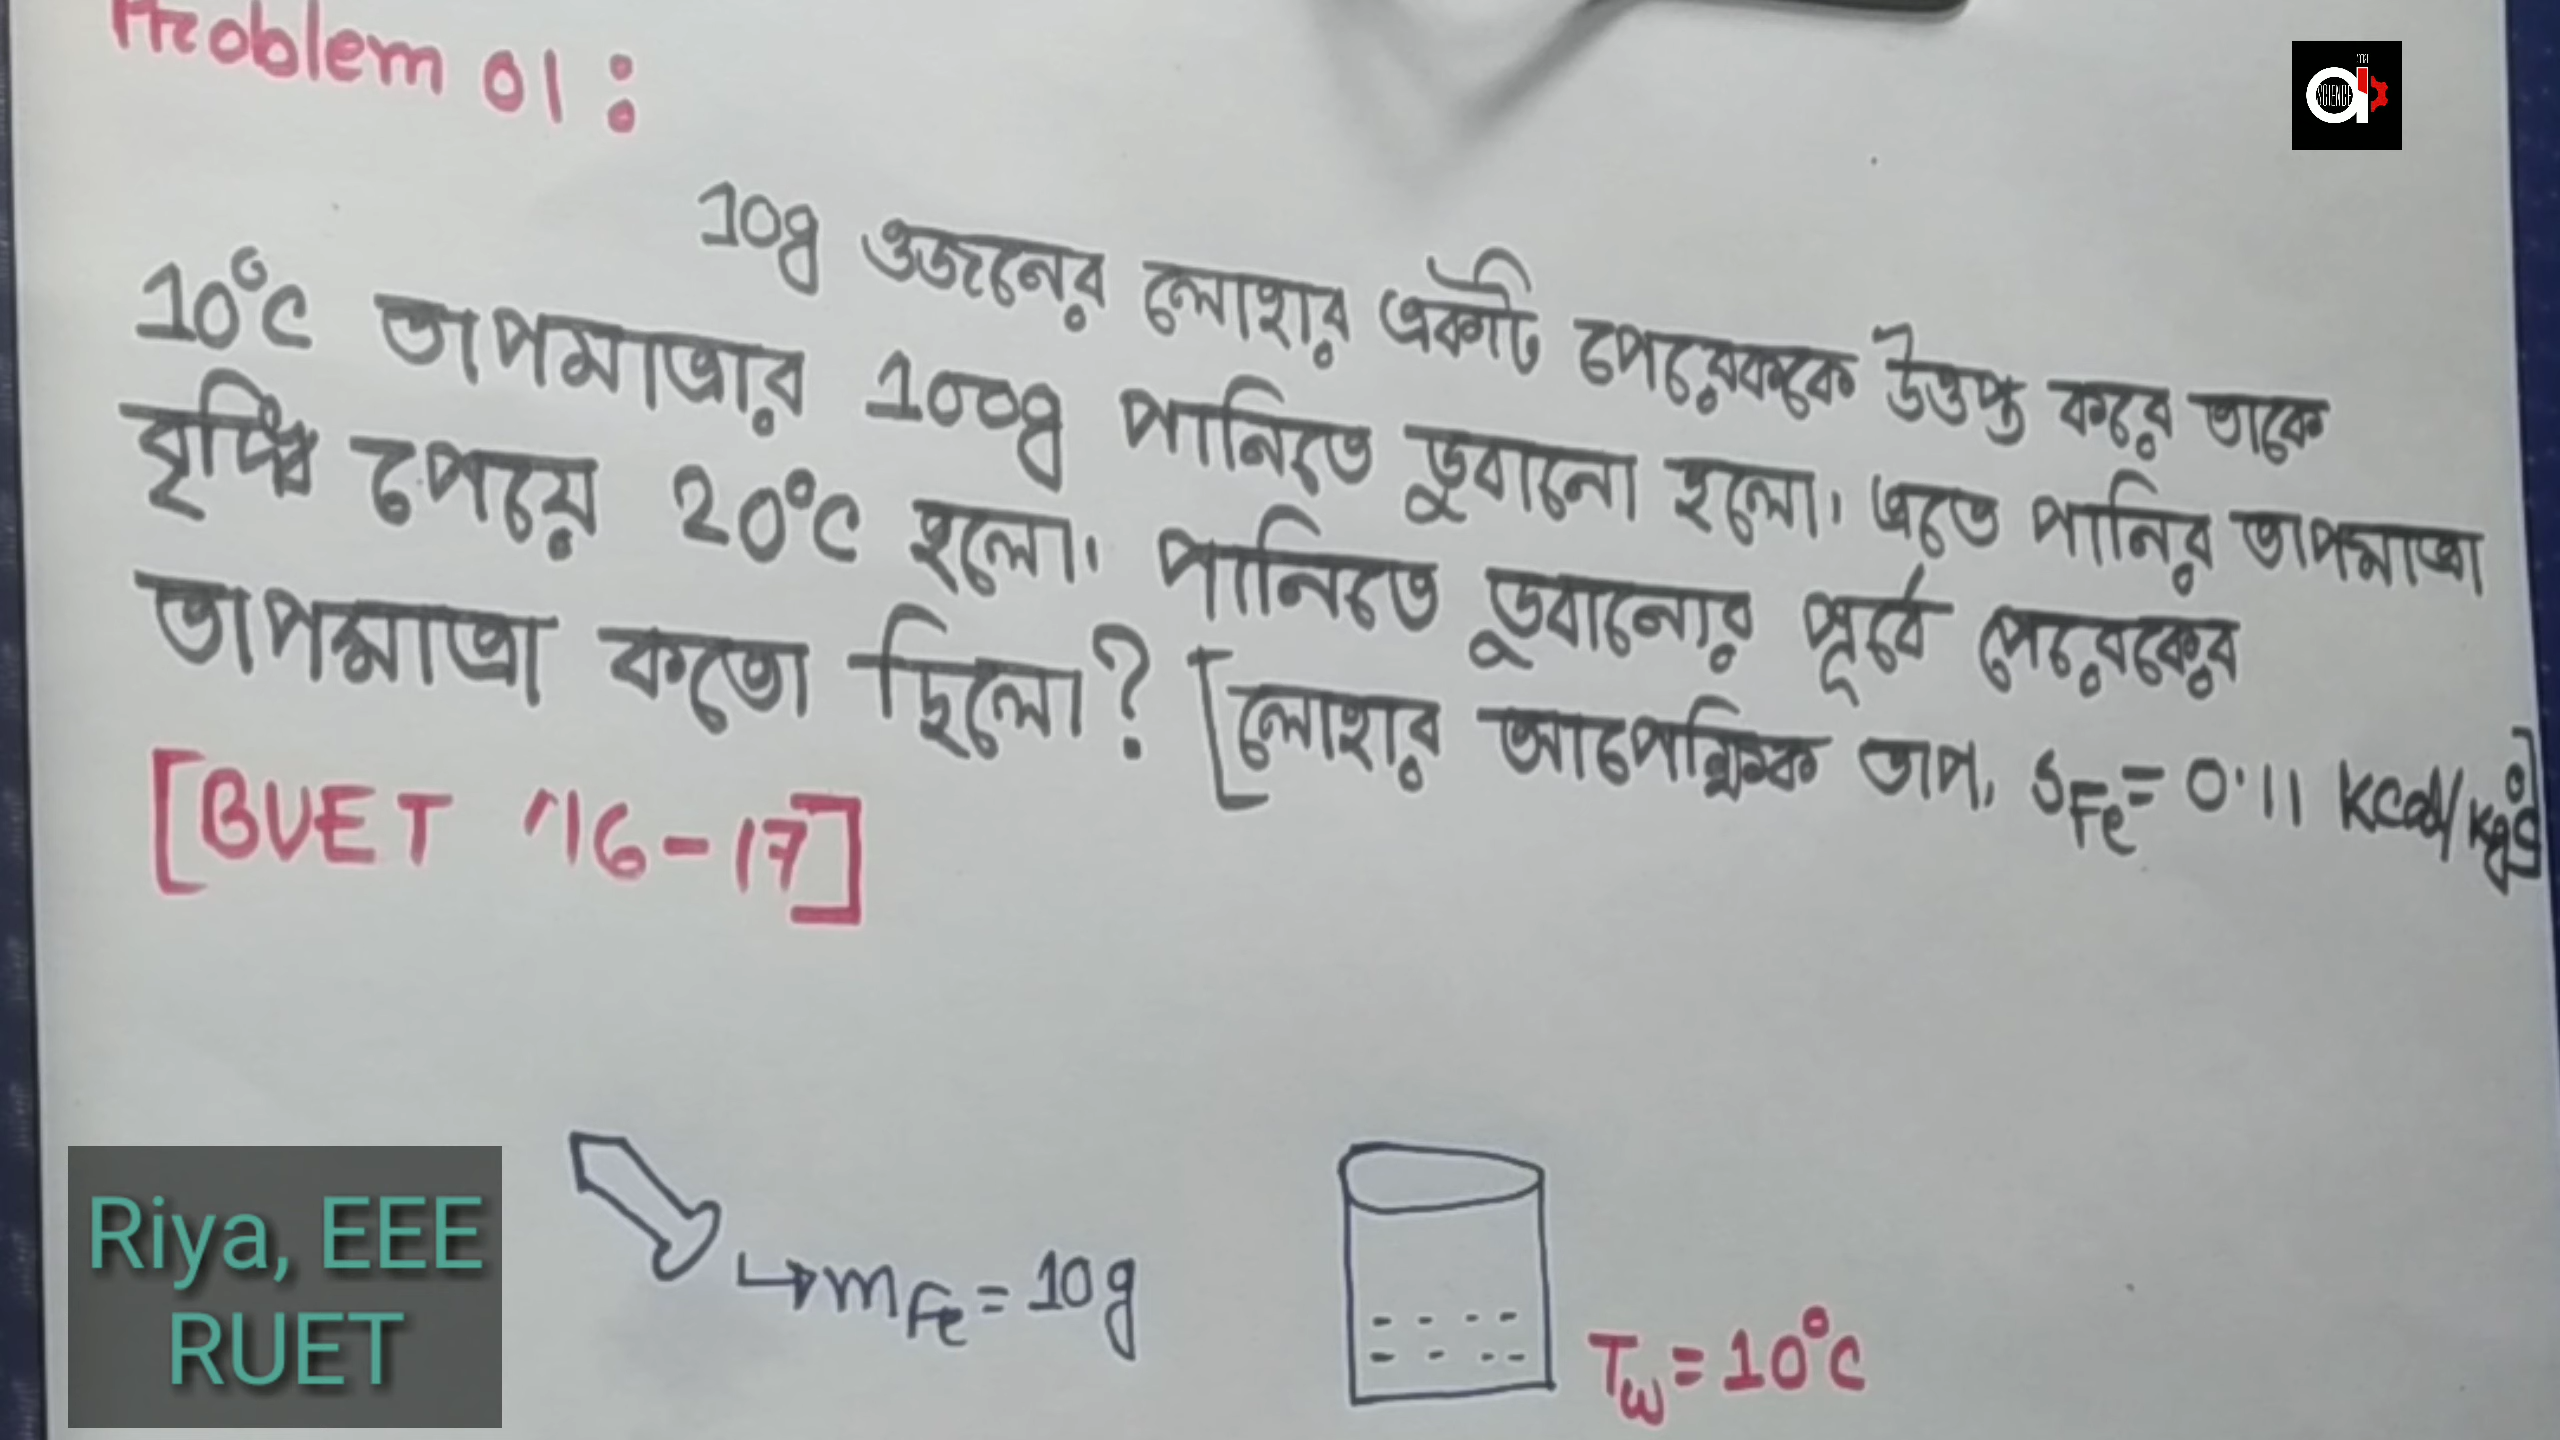 Problem 01 :
10g ওজনের লোহার একটি পেরেককে উত্তপ্ত করে তাকে
10°C তাপমাত্রার 100g পানিতে ডুবানো হলো। এতে পানির তাপমাত্রা
বৃদ্ধি পেয়ে 20°C হলো। পানিতে ডুবানোর পূর্বে পেরেকের
তাপমাত্রা কতো ছিলো? [লোহার আপেক্ষিক তাপ, SFe = 0.11 Kcal/Kg°C]
[BUET '16-17]
mFe = 10g
Tw = 10°C
Riya, EEE
RUET
SCIENCE